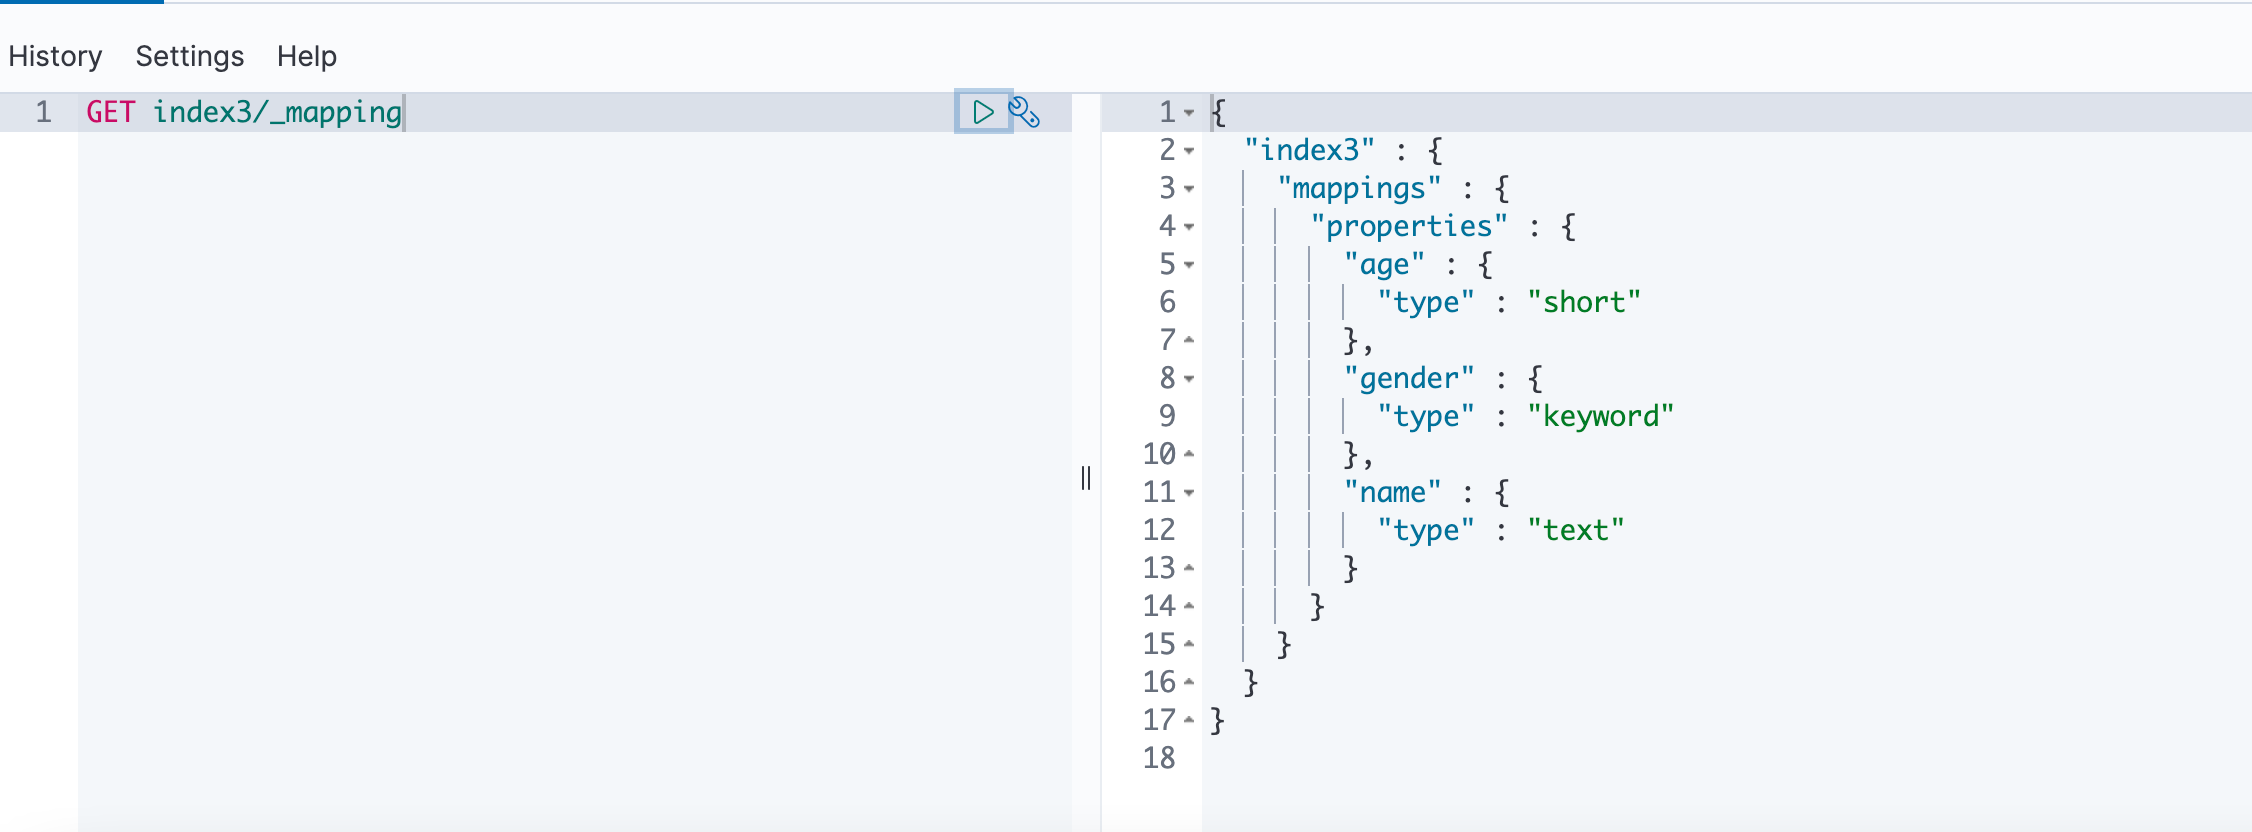 History Settings Help
1 GET index3/_mapping
1 {
2 "index3" : {
3 "mappings" : {
4 "properties" : {
5 "age" : {
6 "type" : "short"
7 },
8 "gender" : {
9 "type" : "keyword"
10 },
11 "name" : {
12 "type" : "text"
13 }
14 }
15 }
16 }
17 }
18